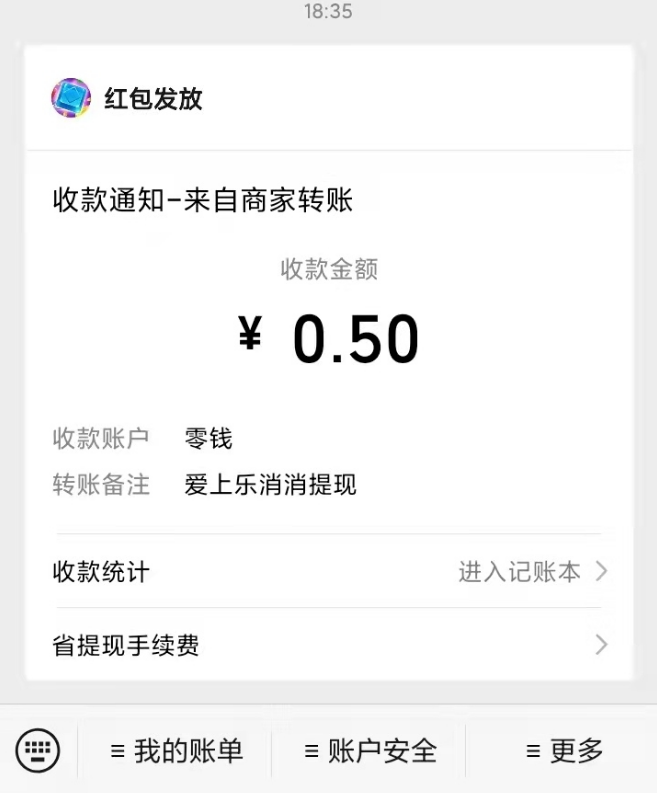 18:35
红包发放
收款通知-来自商家转账
收款金额
¥ 0.50
收款账户 零钱
转账备注 爱上乐消消提现
收款统计 进入记账本
省提现手续费
我的账单 账户安全 更多